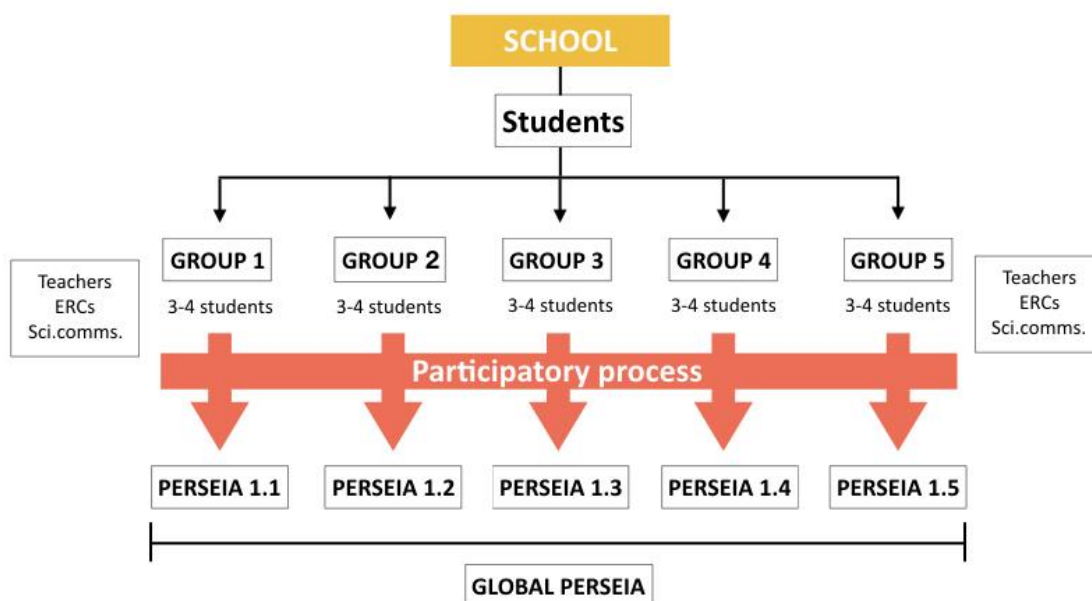 SCHOOL
Students
GROUP 1
GROUP 2
GROUP 3
GROUP 4
GROUP 5
Teachers
ERCs
Sci.comms.
3-4 students
3-4 students
3-4 students
3-4 students
3-4 students
Teachers
ERCs
Sci.comms.
Participatory process
PERSEIA 1.1
PERSEIA 1.2
PERSEIA 1.3
PERSEIA 1.4
PERSEIA 1.5
GLOBAL PERSEIA